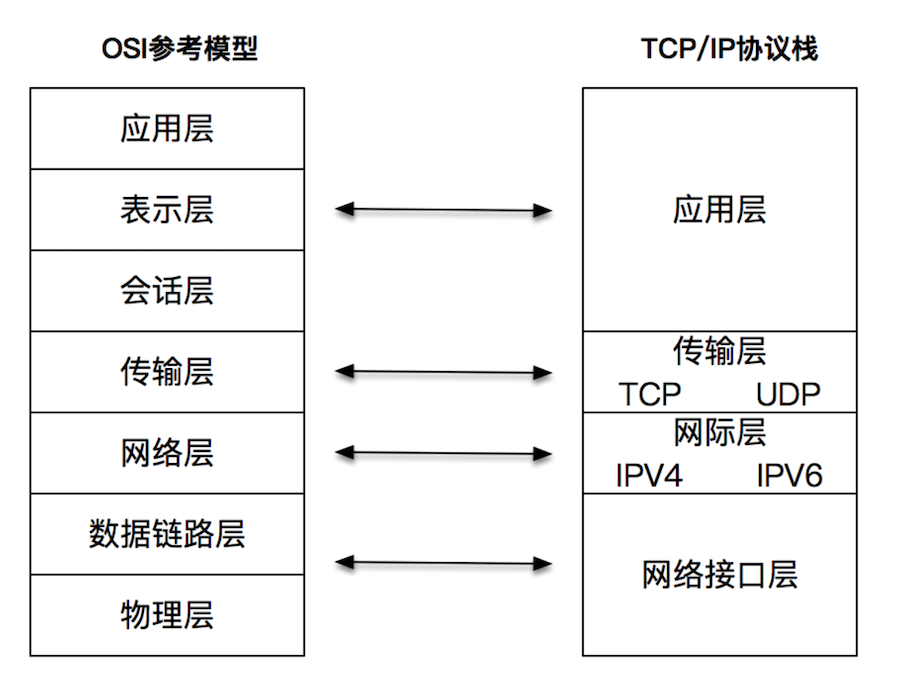 OSI参考模型
应用层
表示层
会话层
传输层
网络层
数据链路层
物理层
TCP/IP协议栈
应用层
传输层
TCP UDP
网际层
IPV4 IPV6
网络接口层